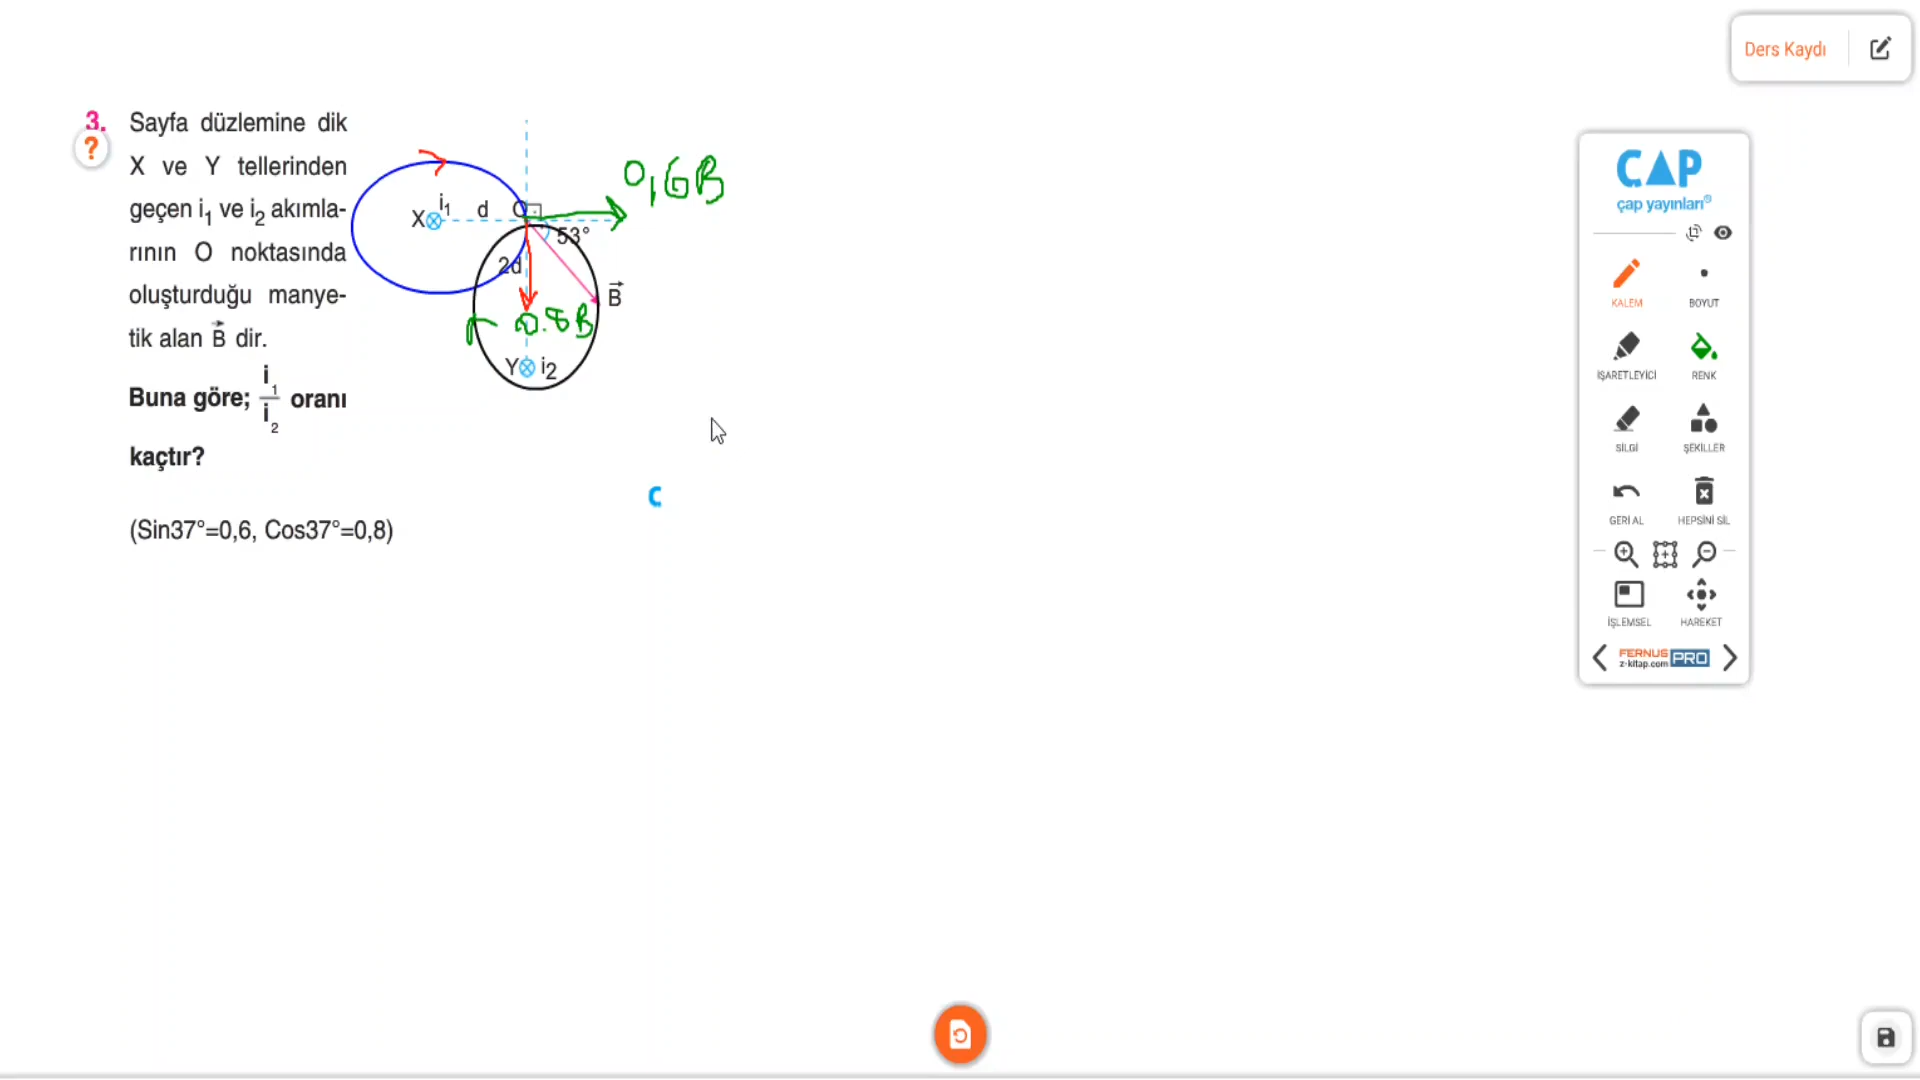 Ders Kaydı
3. Sayfa düzlemine dik
?
X ve Y tellerinden
geçen i₁ ve i₂ akımla-
rının O noktasında
oluşturduğu manye-
tik alan B⃗ dir.
Buna göre; i₁/i₂ oranı
kaçtır?
(Sin37°=0,6, Cos37°=0,8)
0,6B
X i₁ d O
53°
2d
B⃗
0.8B
Y i₂
C
ÇAP
çap yayınları®
KALEM BOYUT
İŞARETLEYİCİ RENK
SİLGİ ŞEKİLLER
GERİ AL HEPSİNİ SİL
İŞLEMSEL HAREKET
FERNUS
z-kitap.com PRO